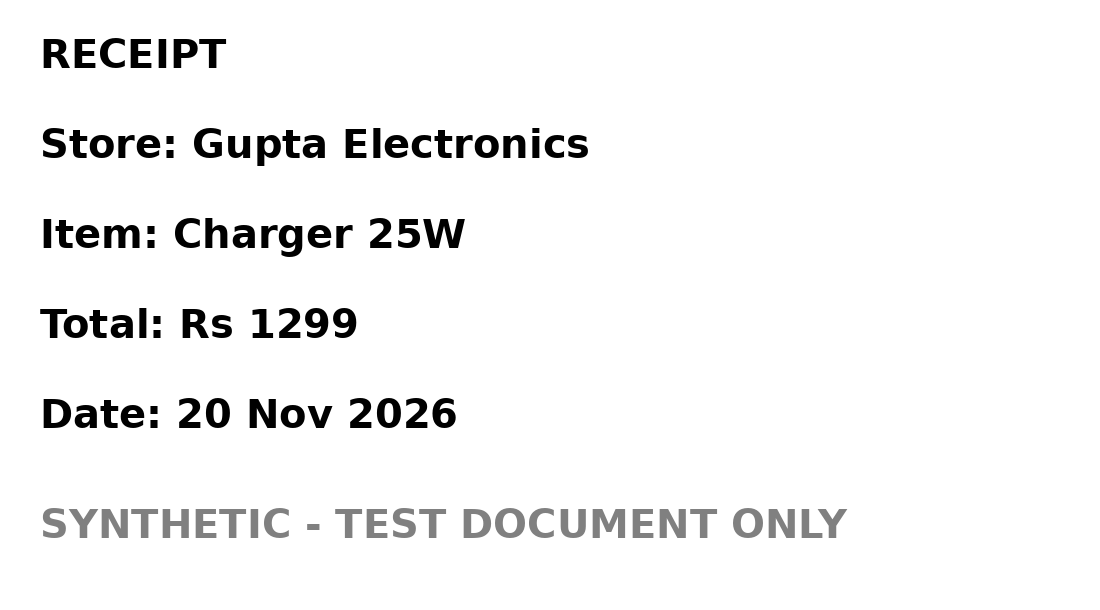 RECEIPT
Store: Gupta Electronics
Item: Charger 25W
Total: Rs 1299
Date: 20 Nov 2026
SYNTHETIC - TEST DOCUMENT ONLY